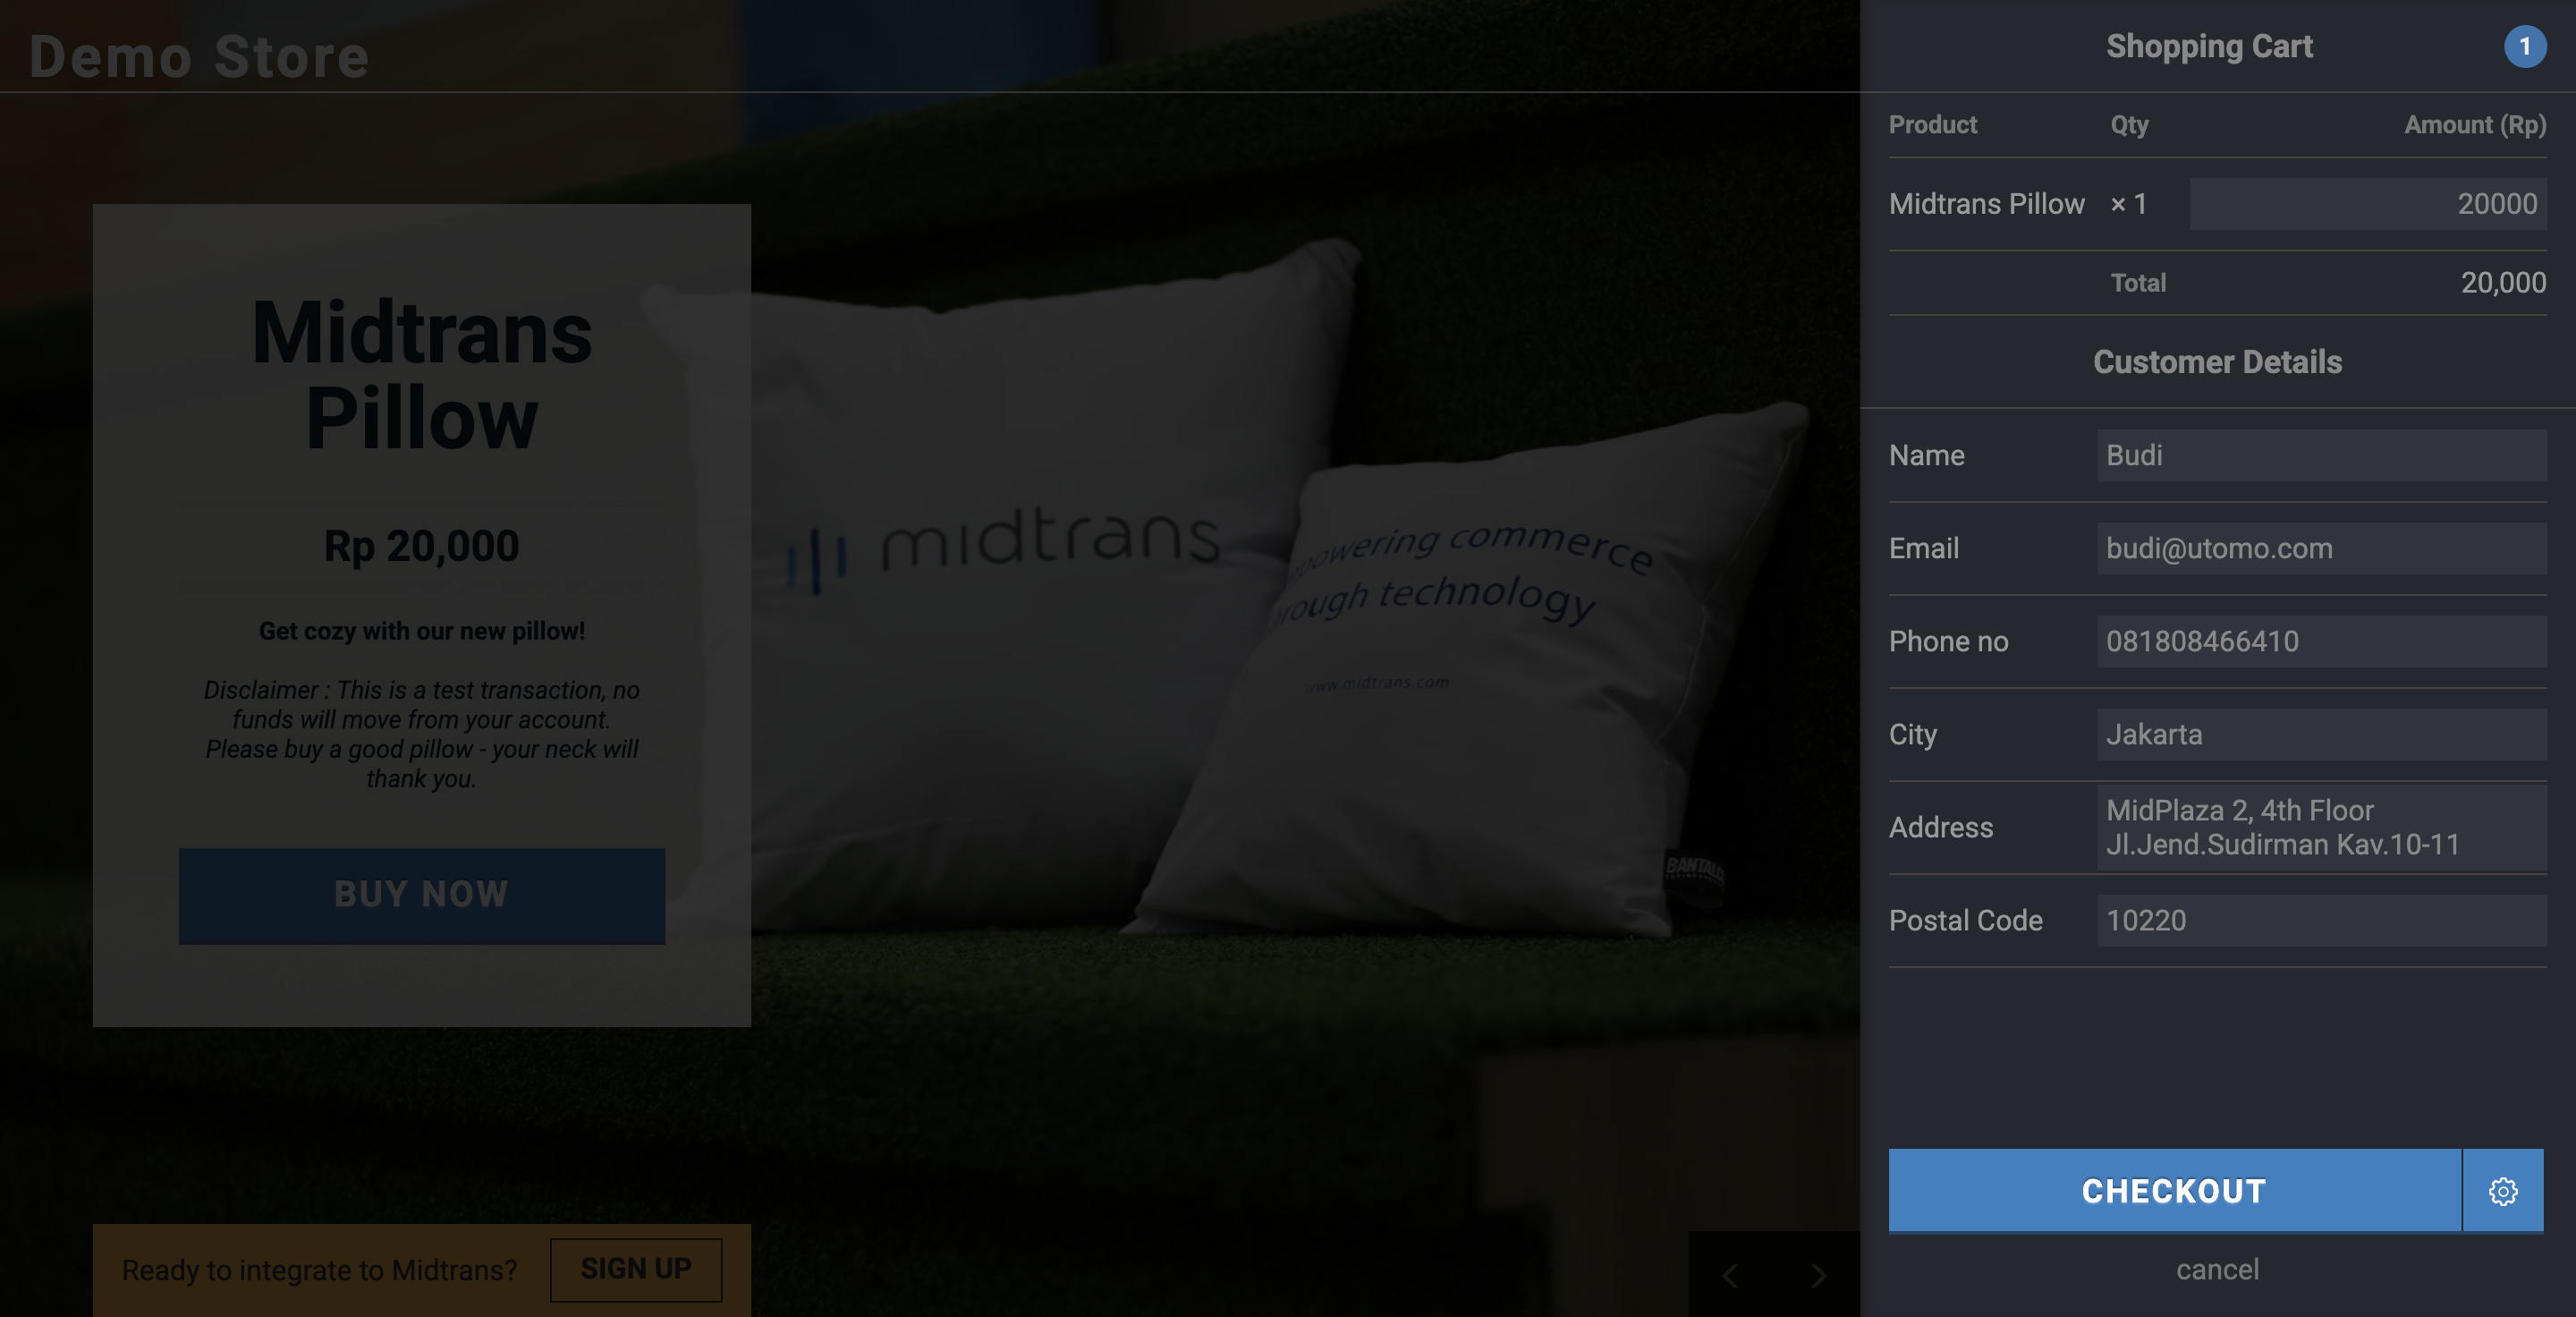 Demo Store
Midtrans
Pillow
Rp 20,000
Get cozy with our new pillow!
Disclaimer : This is a test transaction, no
funds will move from your account.
Please buy a good pillow - your neck will
thank you.
BUY NOW
Ready to integrate to Midtrans?
SIGN UP
midtrans
commerce
technology
www.midtrans.com
Shopping Cart
1
Product Qty Amount (Rp)
Midtrans Pillow × 1 20000
Total 20,000
Customer Details
Name Budi
Email budi@utomo.com
Phone no 081808466410
City Jakarta
Address MidPlaza 2, 4th Floor
Jl.Jend.Sudirman Kav.10-11
Postal Code 10220
CHECKOUT
cancel